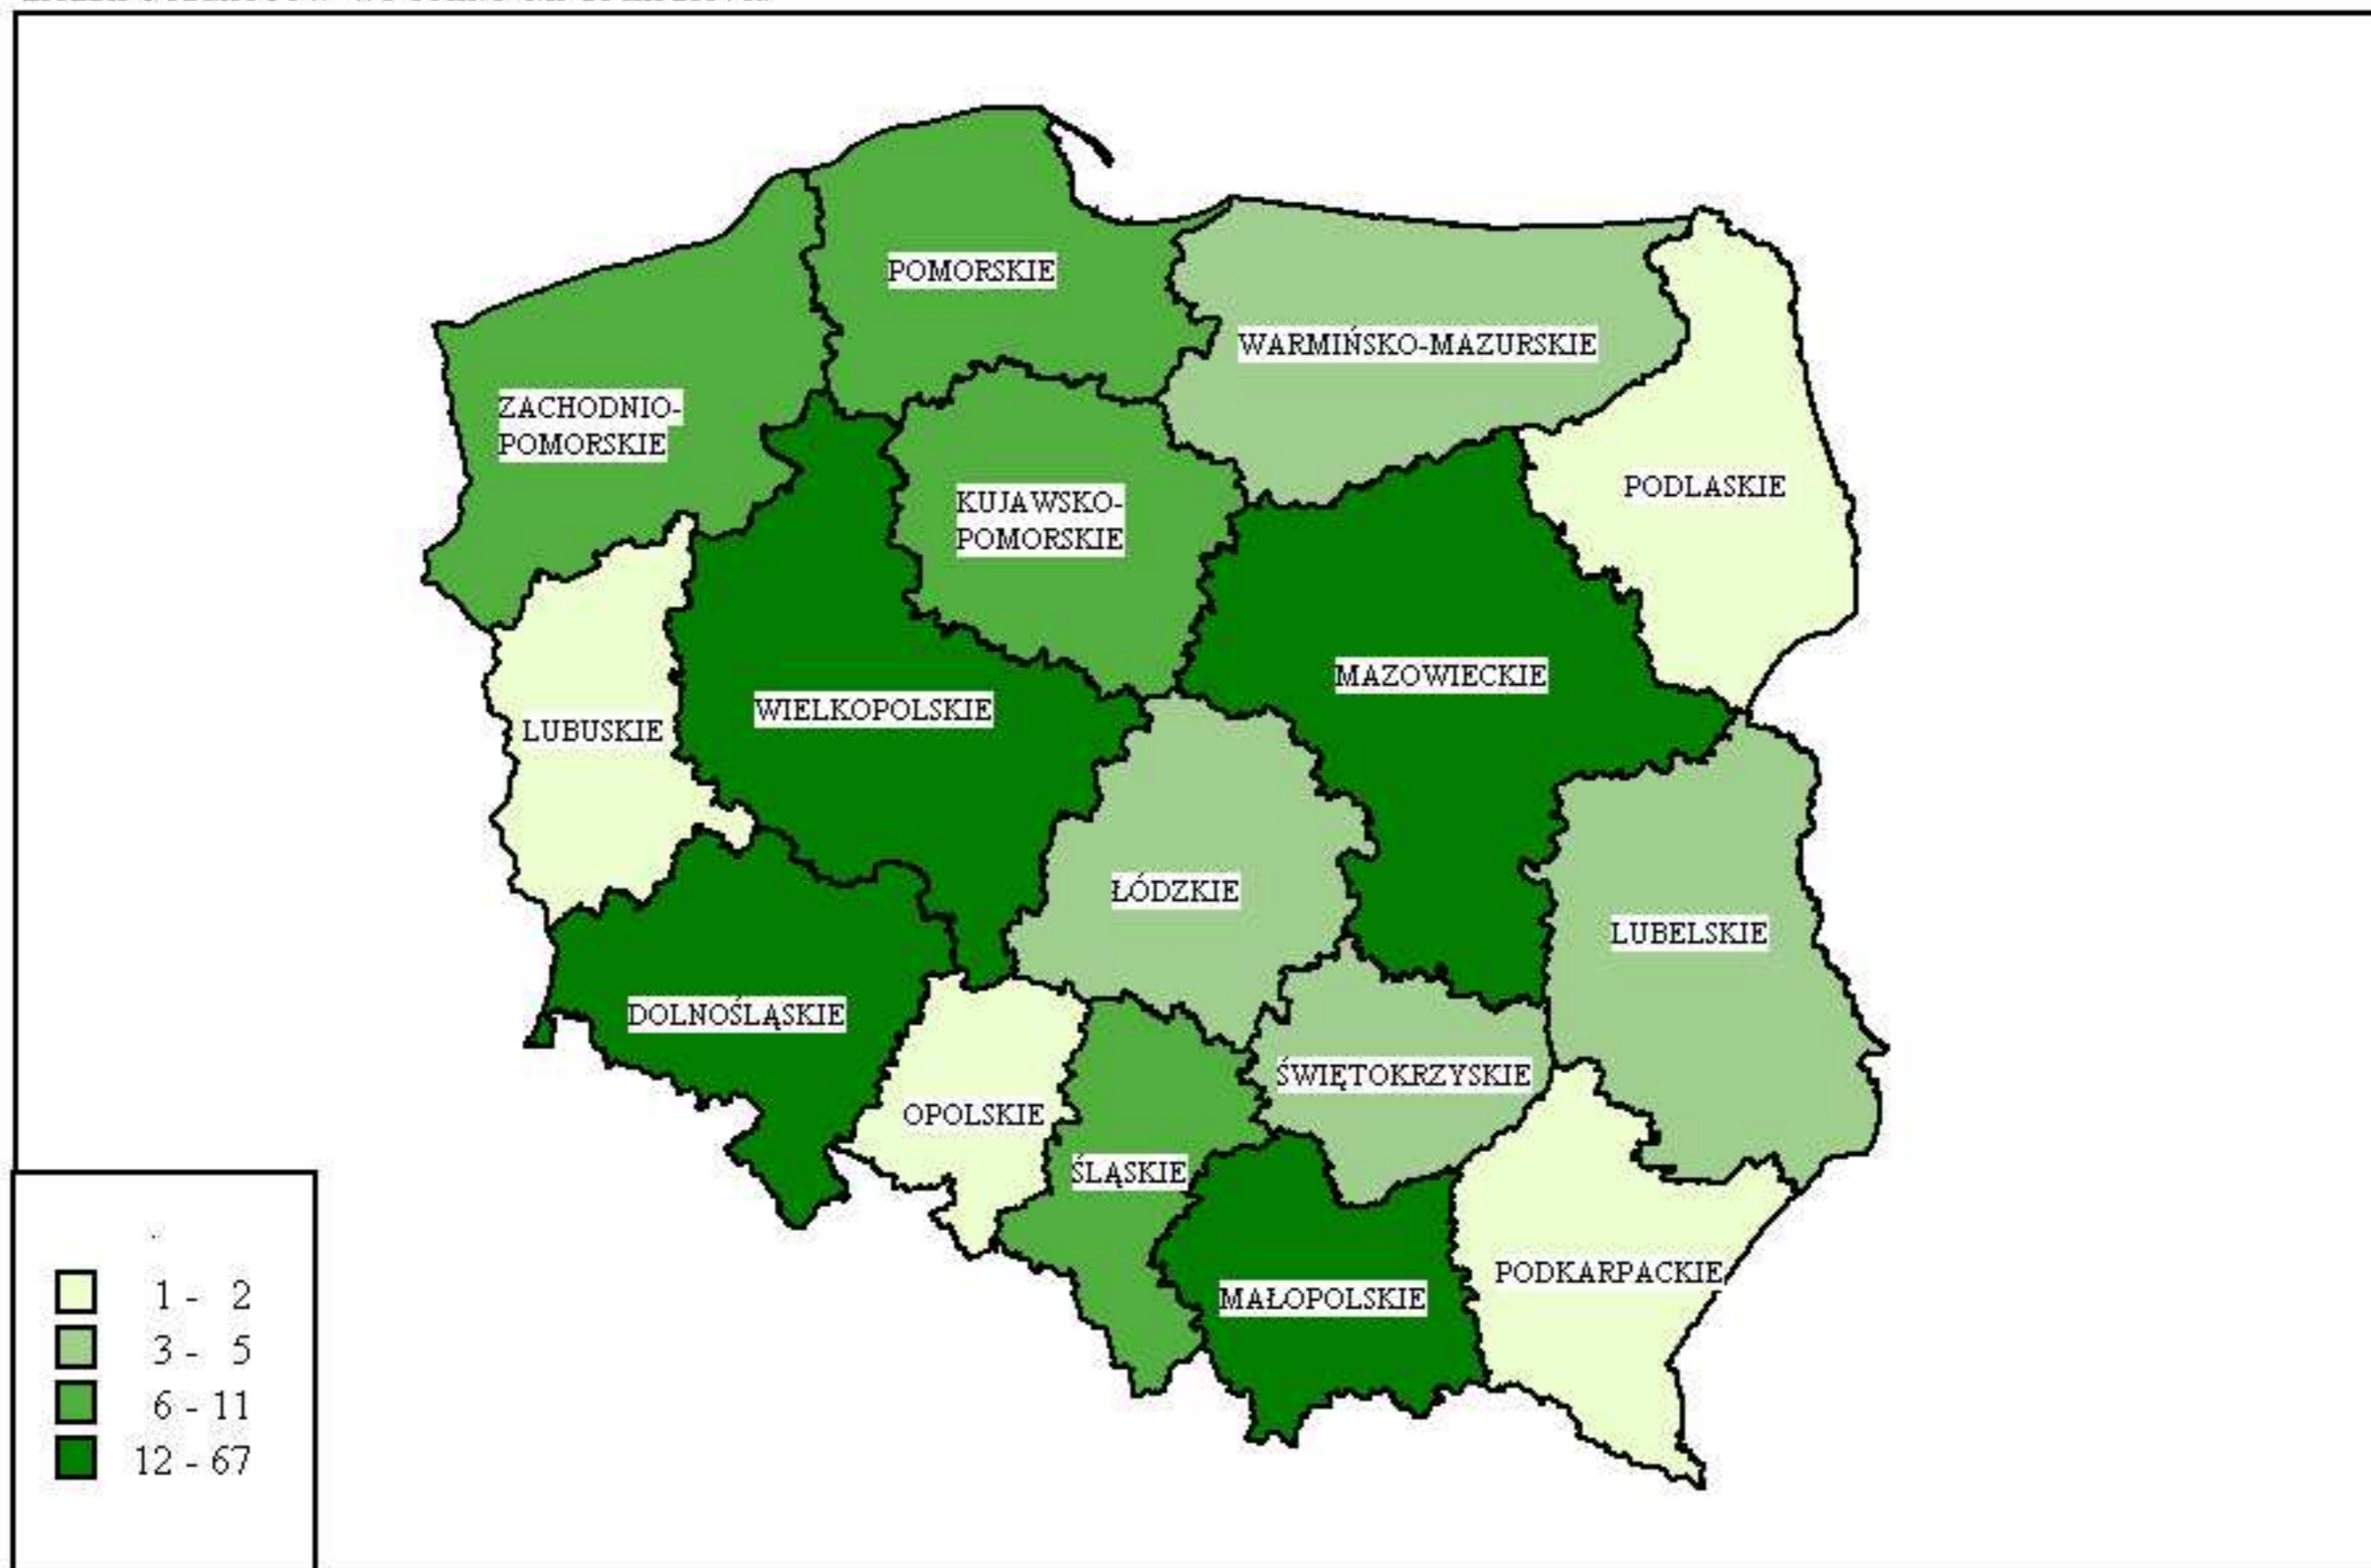 POMORSKIE
WARMIŃSKO-MAZURSKIE
ZACHODNIO-
POMORSKIE
PODLASKIE
KUJAWSKO-
POMORSKIE
MAZOWIECKIE
WIELKOPOLSKIE
LUBUSKIE
ŁÓDZKIE
LUBELSKIE
DOLNOŚLĄSKIE
ŚWIĘTOKRZYSKIE
OPOLSKIE
ŚLĄSKIE
PODKARPACKIE
MAŁOPOLSKIE
1 - 2
3 - 5
6 - 11
12 - 67